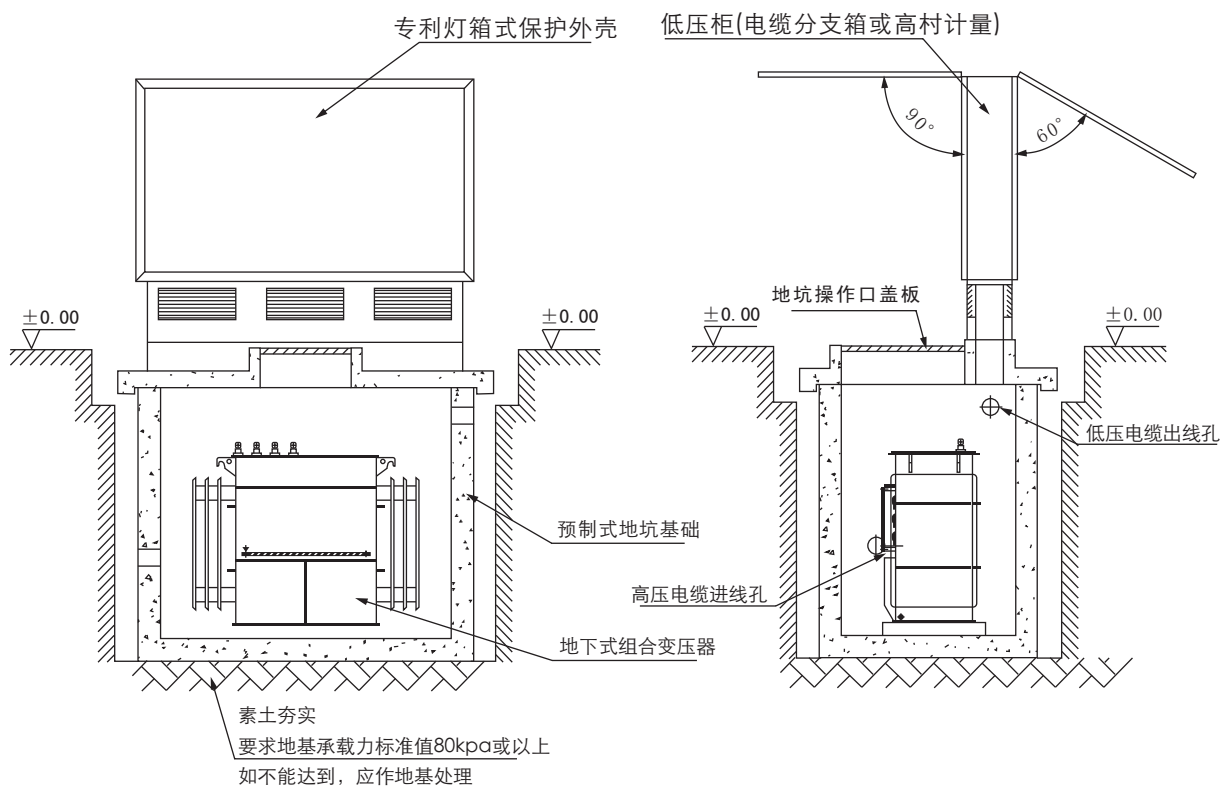 专利灯箱式保护外壳
低压柜(电缆分支箱或高村计量)
90°
60°
地坑操作口盖板
±0.00
±0.00
±0.00
±0.00
低压电缆出线孔
预制式地坑基础
高压电缆进线孔
地下式组合变压器
素土夯实
要求地基承载力标准值80kpa或以上
如不能达到，应作地基处理